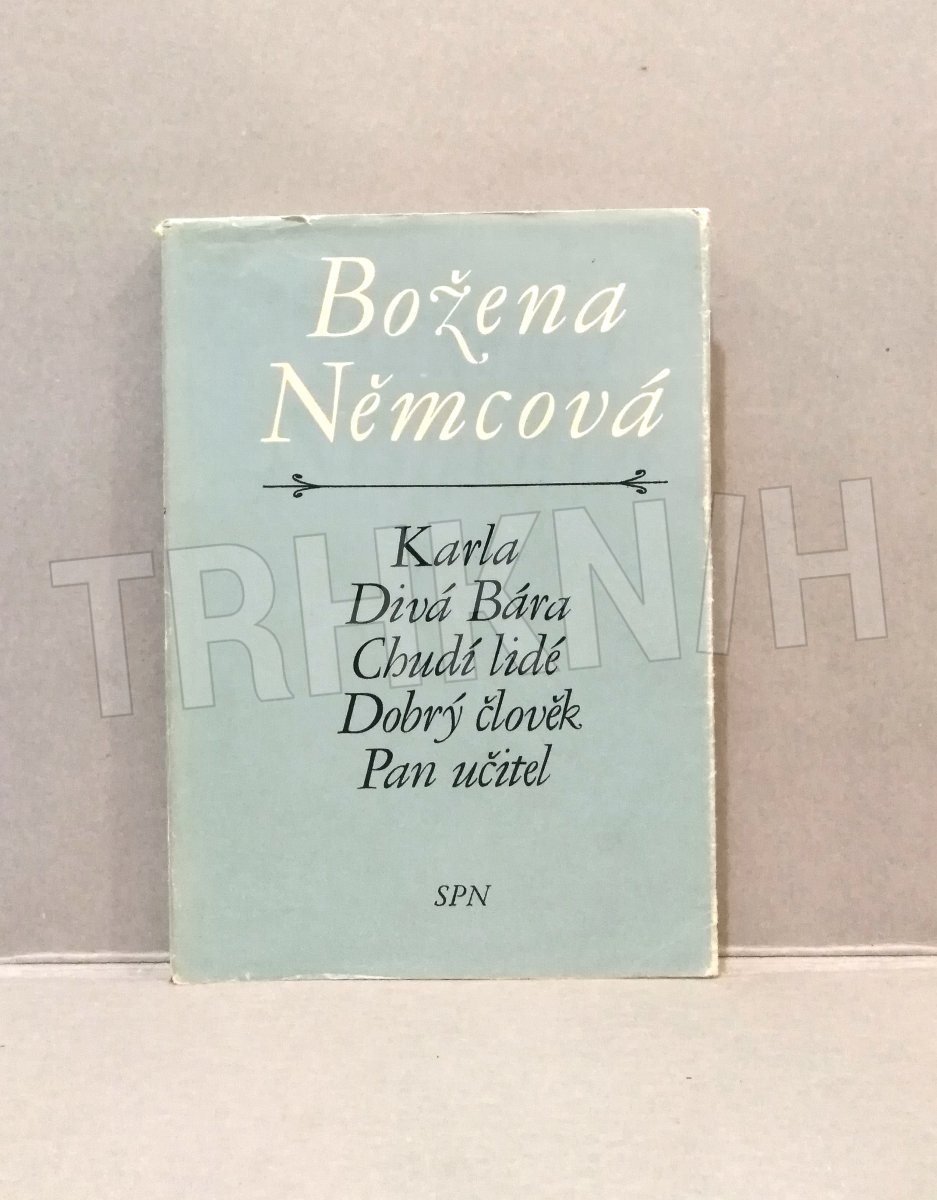 Božena
Němcová
Karla
Divá Bára
Chudí lidé
Dobrý člověk
Pan učitel
SPN
TRHKNIH